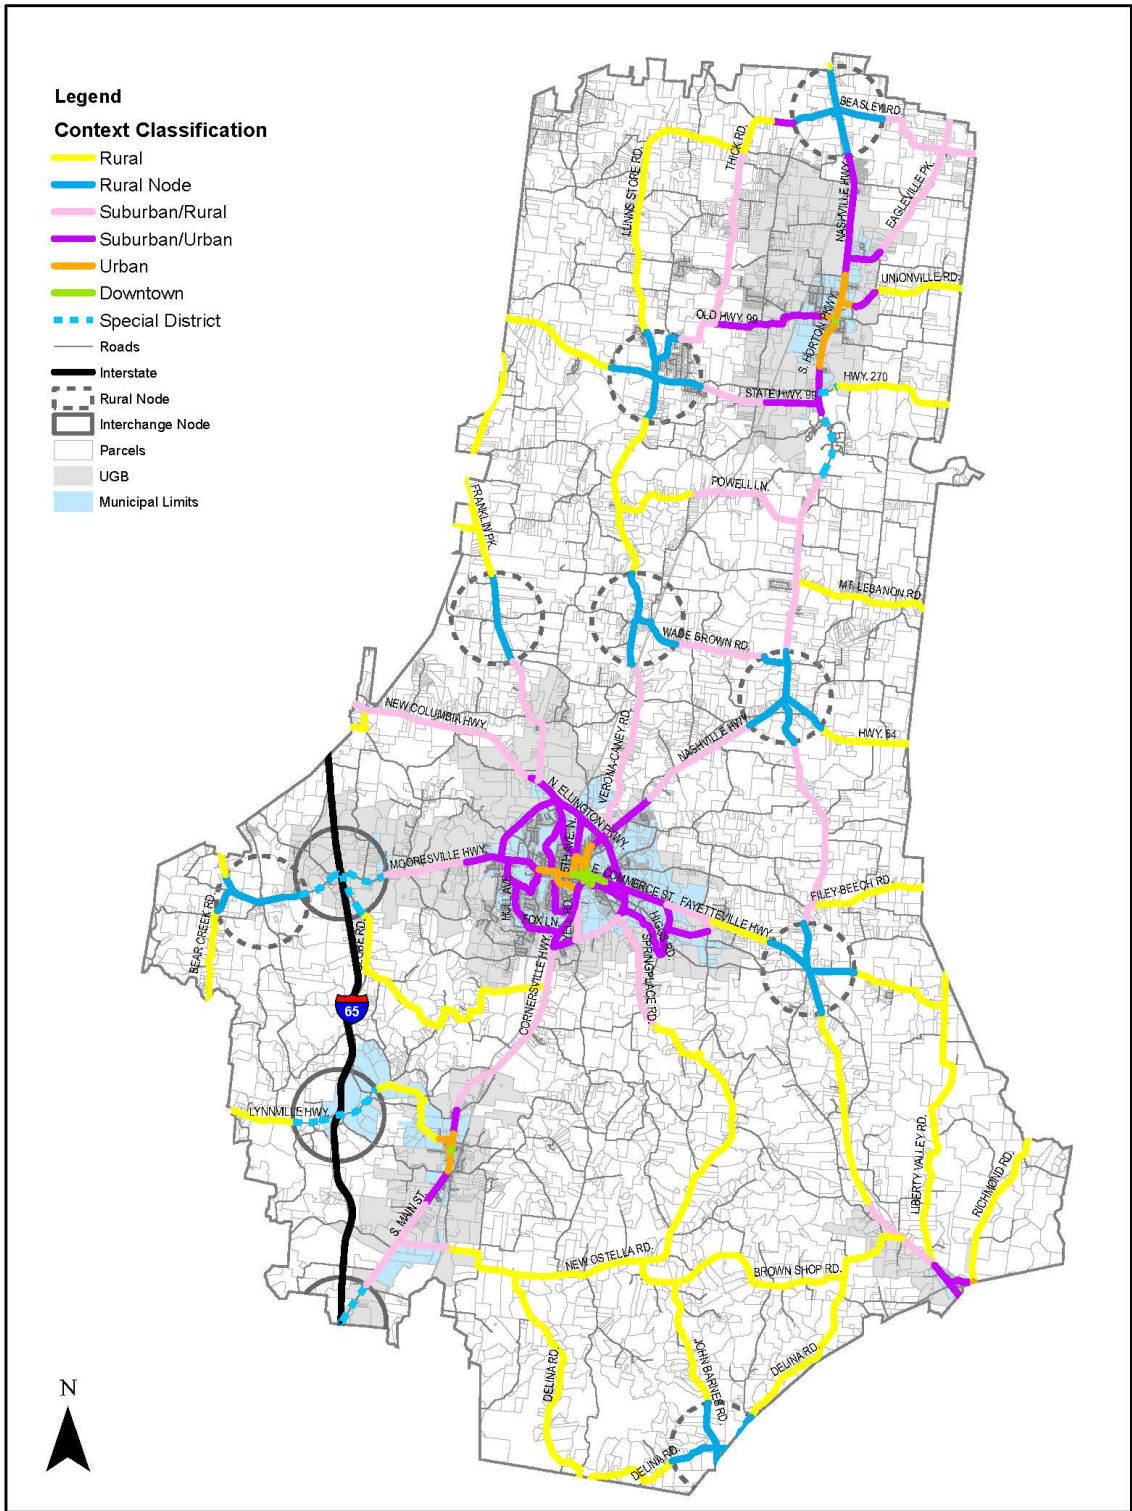 Legend
Context Classification
Rural
Rural Node
Suburban/Rural
Suburban/Urban
Urban
Downtown
Special District
Roads
Interstate
Rural Node
Interchange Node
Parcels
UGB
Municipal Limits
BEASLEY RD.
THICK RD.
LUNNS STORE RD.
NASHVILLE HWY.
EAGLEVILLE PK.
UNIONVILLE RD.
OLD HWY. 99
S. HORTON PKWY.
HWY. 270
STATE HWY. 99
POWELL LN.
FRANKLIN PK.
MT. LEBANON RD.
WADE BROWN RD.
NEW COLUMBIA HWY.
VERONA-CANEY RD.
NASHVILLE HWY.
HWY. 64
N. ELLINGTON PKWY.
5TH AVE. N.
MOORESVILLE HWY.
E. COMMERCE ST.
FAYETTEVILLE HWY.
FILEY BEECH RD.
FOX LN.
HIGGS RD.
SPRINGPLACE RD.
BEAR CREEK RD.
CORNERSVILLE HWY.
65
LYNNVILLE HWY.
LIBERTY VALLEY RD.
RICHMOND RD.
S. MAIN ST.
NEW OSTELLA RD.
BROWN SHOP RD.
DELINA RD.
JOHN BARNES RD.
DELINA RD.
DELINA RD.
N